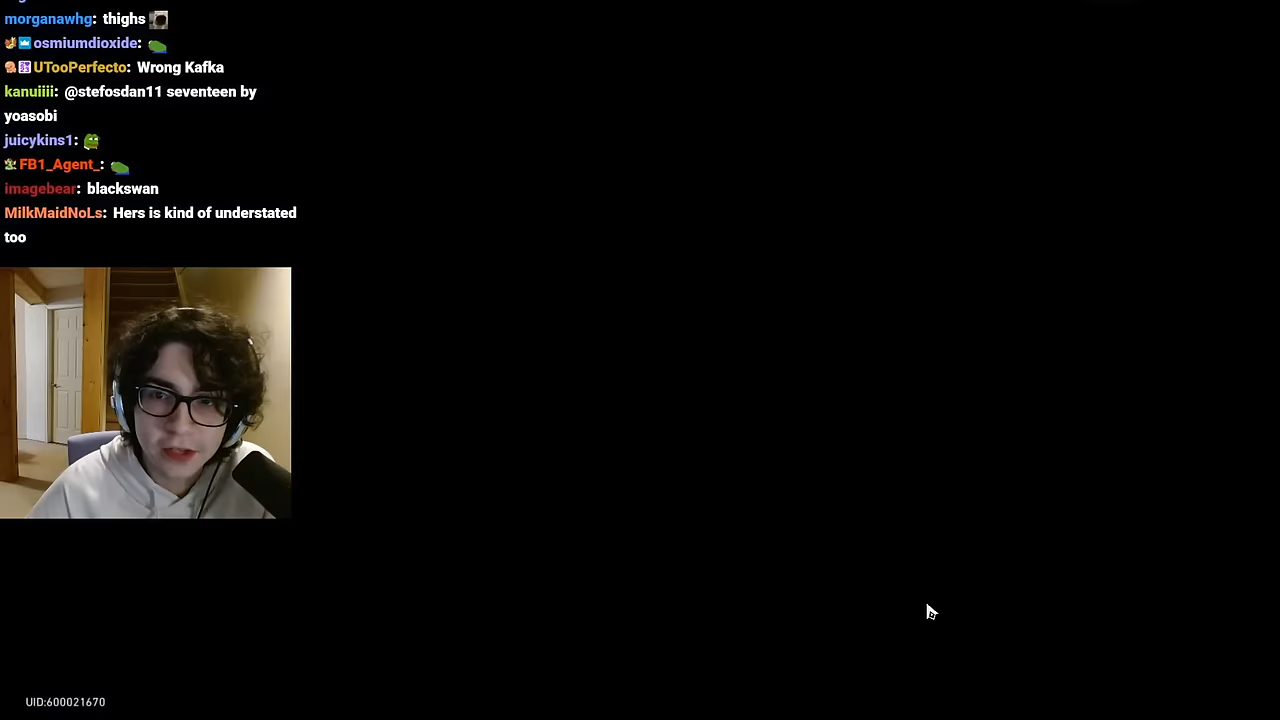 morganawhg: thighs
osmiumdioxide:
UTooPerfecto: Wrong Kafka
kanuiiii: @stefosdan11 seventeen by
yoasobi
juicykins1:
FB1_Agent_:
imagebear: blackswan
MilkMaidNoLs: Hers is kind of understated
too
UID:600021670